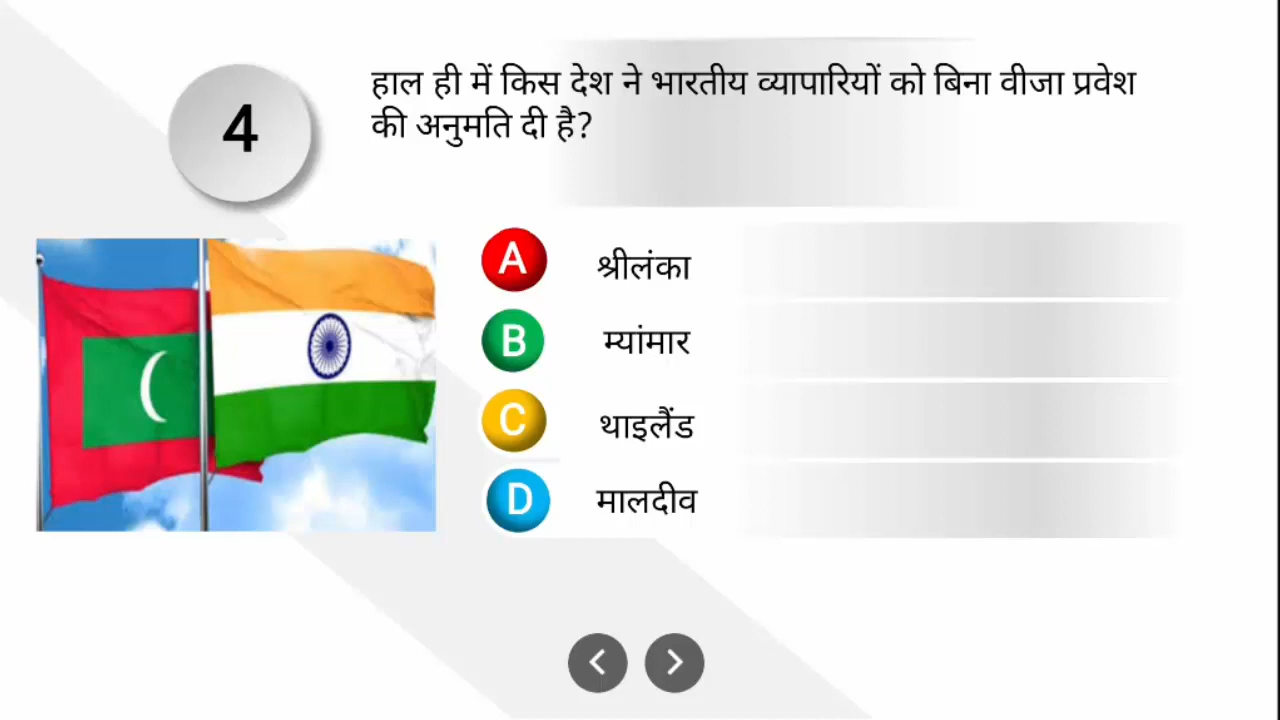 4
हाल ही में किस देश ने भारतीय व्यापारियों को बिना वीजा प्रवेश
की अनुमति दी है?
A श्रीलंका
B म्यांमार
C थाइलैंड
D मालदीव